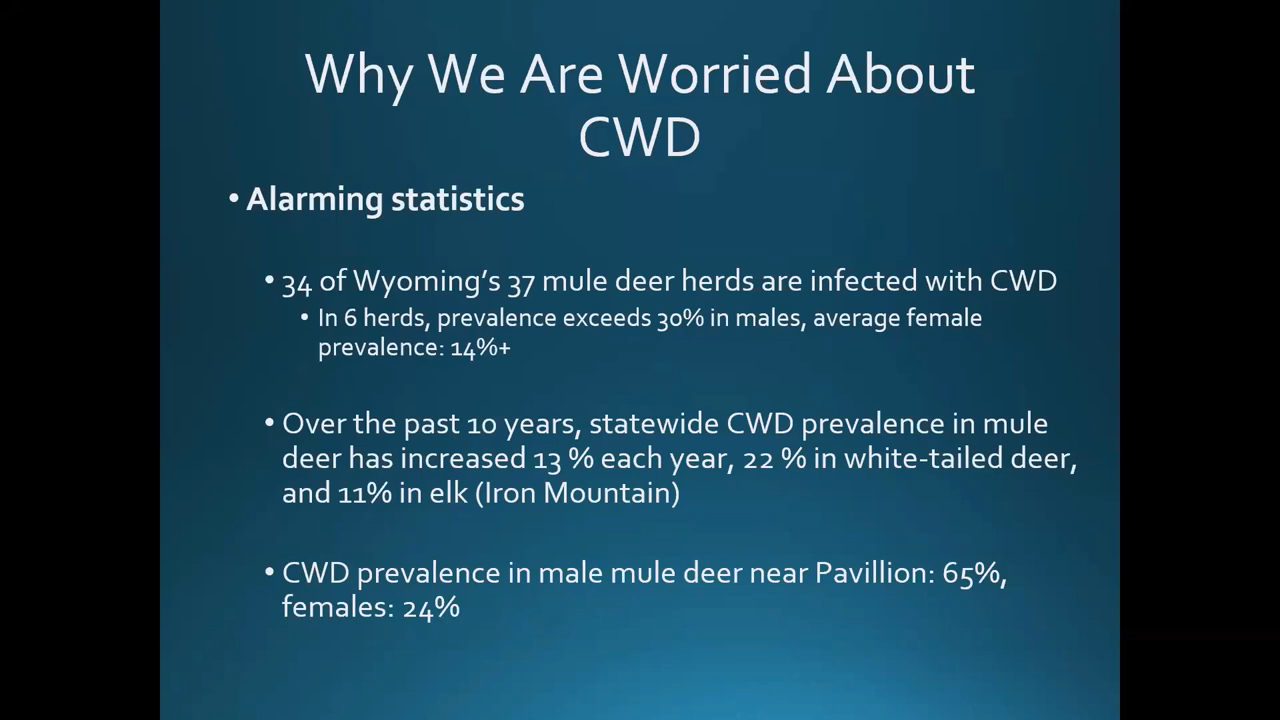 Why We Are Worried About
CWD
• Alarming statistics
• 34 of Wyoming’s 37 mule deer herds are infected with CWD
• In 6 herds, prevalence exceeds 30% in males, average female
prevalence: 14%+
• Over the past 10 years, statewide CWD prevalence in mule
deer has increased 13 % each year, 22 % in white-tailed deer,
and 11% in elk (Iron Mountain)
• CWD prevalence in male mule deer near Pavillion: 65%,
females: 24%